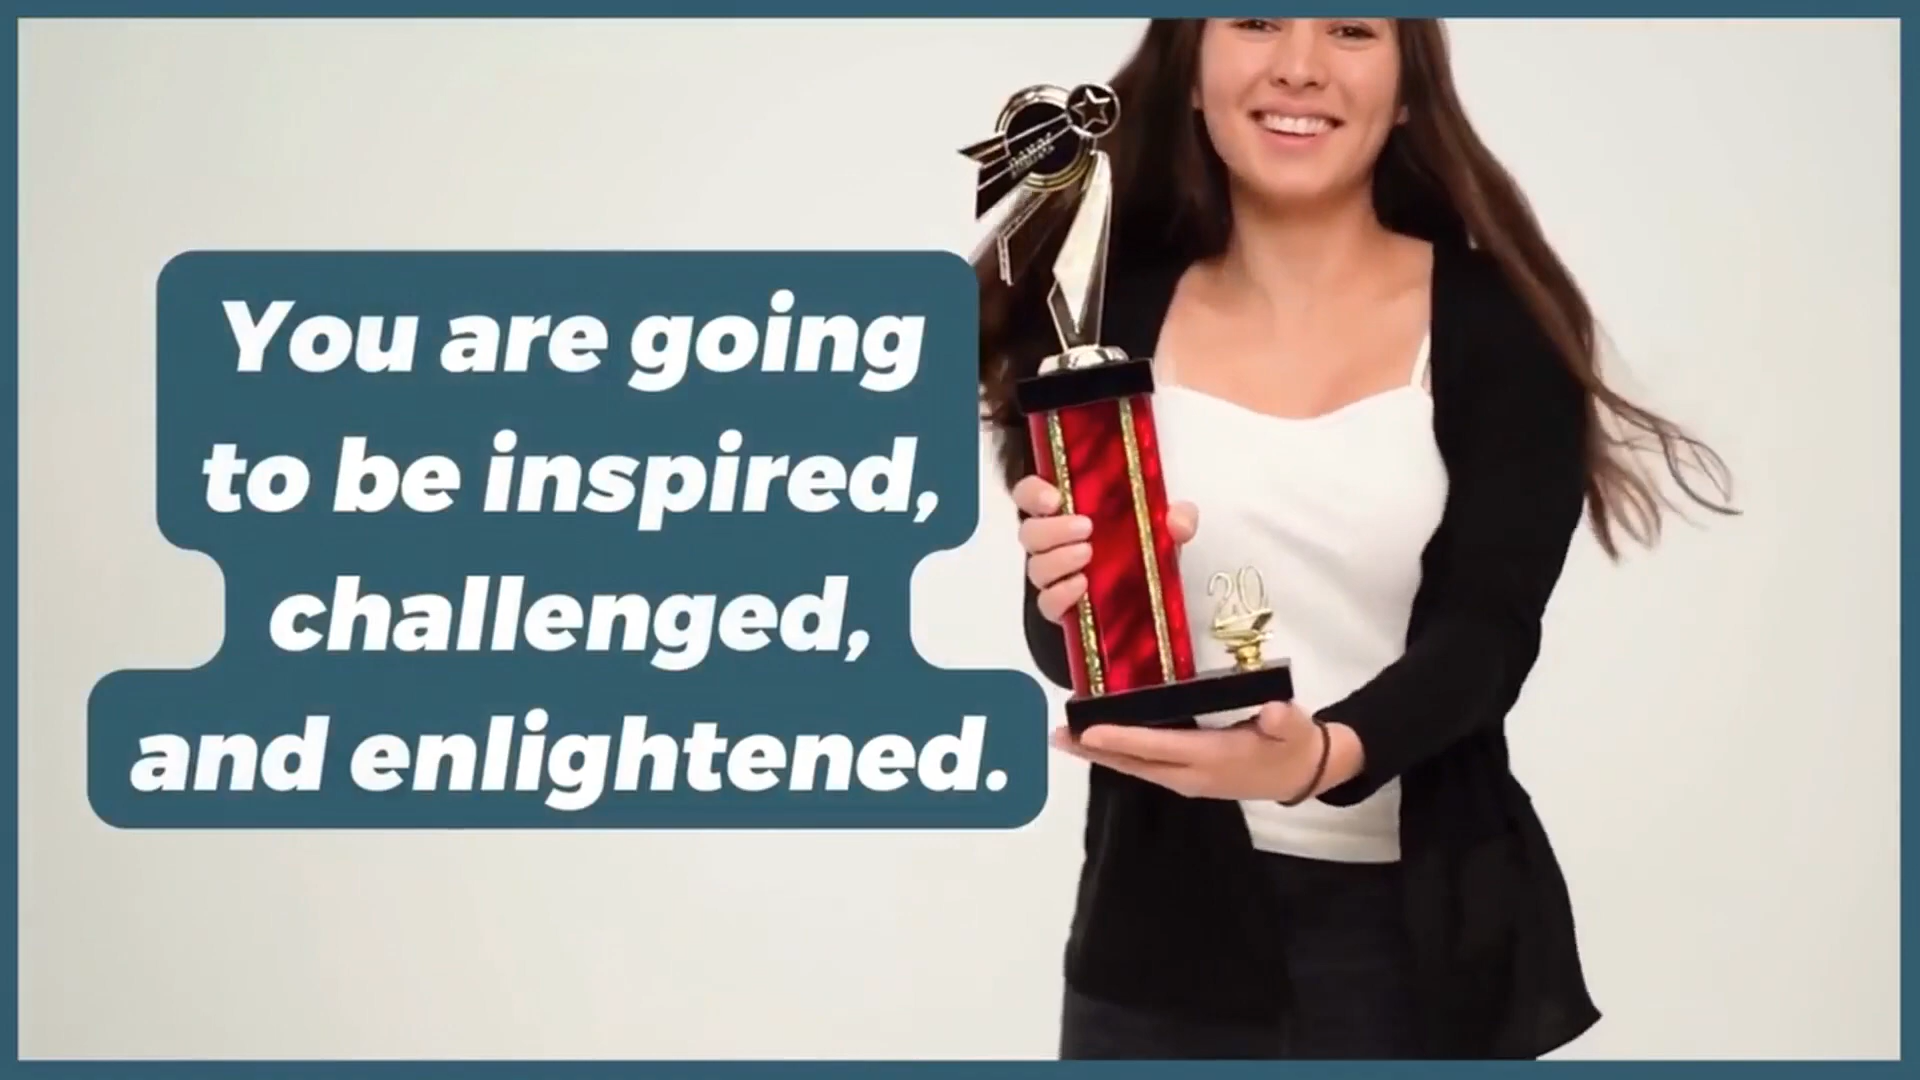 You are going
to be inspired,
challenged,
and enlightened.
20